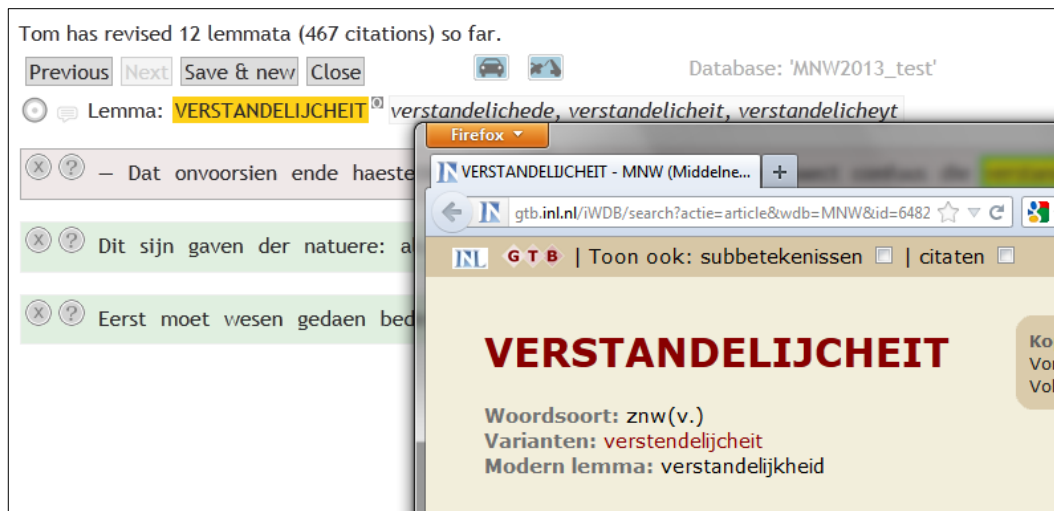 Tom has revised 12 lemmata (467 citations) so far.
Previous Next Save & new Close Database: 'MNW2013_test'
Lemma: VERSTANDELIJCHEIT verstandelichede, verstandelicheit, verstandelicheyt
Firefox
VERSTANDELIJCHEIT - MNW (Middelne... +
X ? – Dat onvoorsien ende haeste
gtb.inl.nl/iWDB/search?actie=article&wdb=MNW&id=6482
X ? Dit sijn gaven der natuere: a
INL GTB | Toon ook: subbetekenissen | citaten
X ? Eerst moet wesen gedaen bed
VERSTANDELIJCHEIT
Ko
Vo
Vol
Woordsoort: znw(v.)
Varianten: verstendelijcheit
Modern lemma: verstandelijkheid